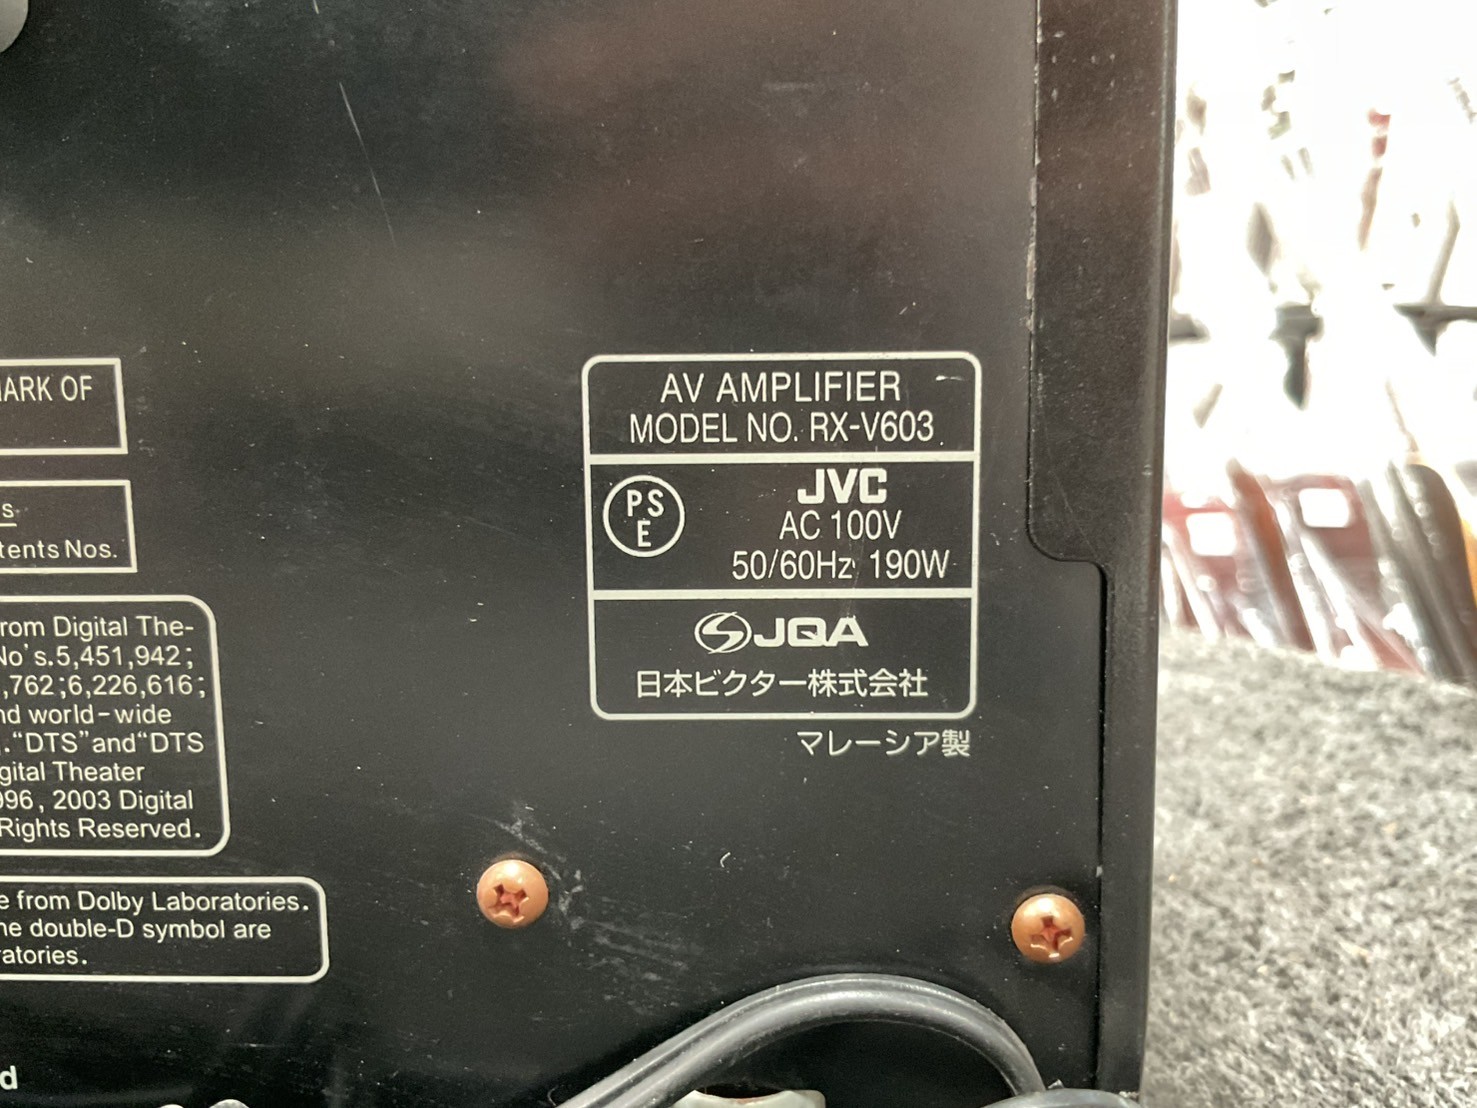 MARK OF
s
tents Nos.
rom Digital The-
No's.5,451,942;
,762;6,226,616;
nd world-wide
."DTS"and"DTS
gital Theater
996, 2003 Digital
Rights Reserved.
e from Dolby Laboratories.
he double-D symbol are
ratories.
d
AV AMPLIFIER
MODEL NO. RX-V603
PSE
JVC
AC 100V
50/60Hz 190W
JQA
日本ビクター株式会社
マレーシア製